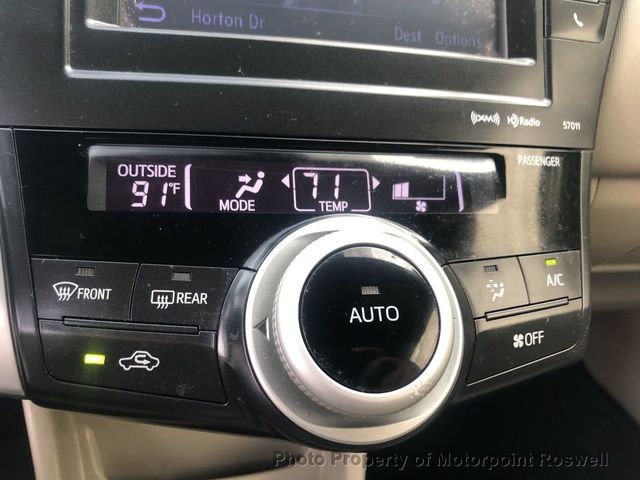 Horton Dr
Dest Options
XM HD Radio 57011
PASSENGER
OUTSIDE
91°F
MODE
71
TEMP
FRONT
REAR
AUTO
A/C
OFF
Photo Property of Motorpoint Roswell